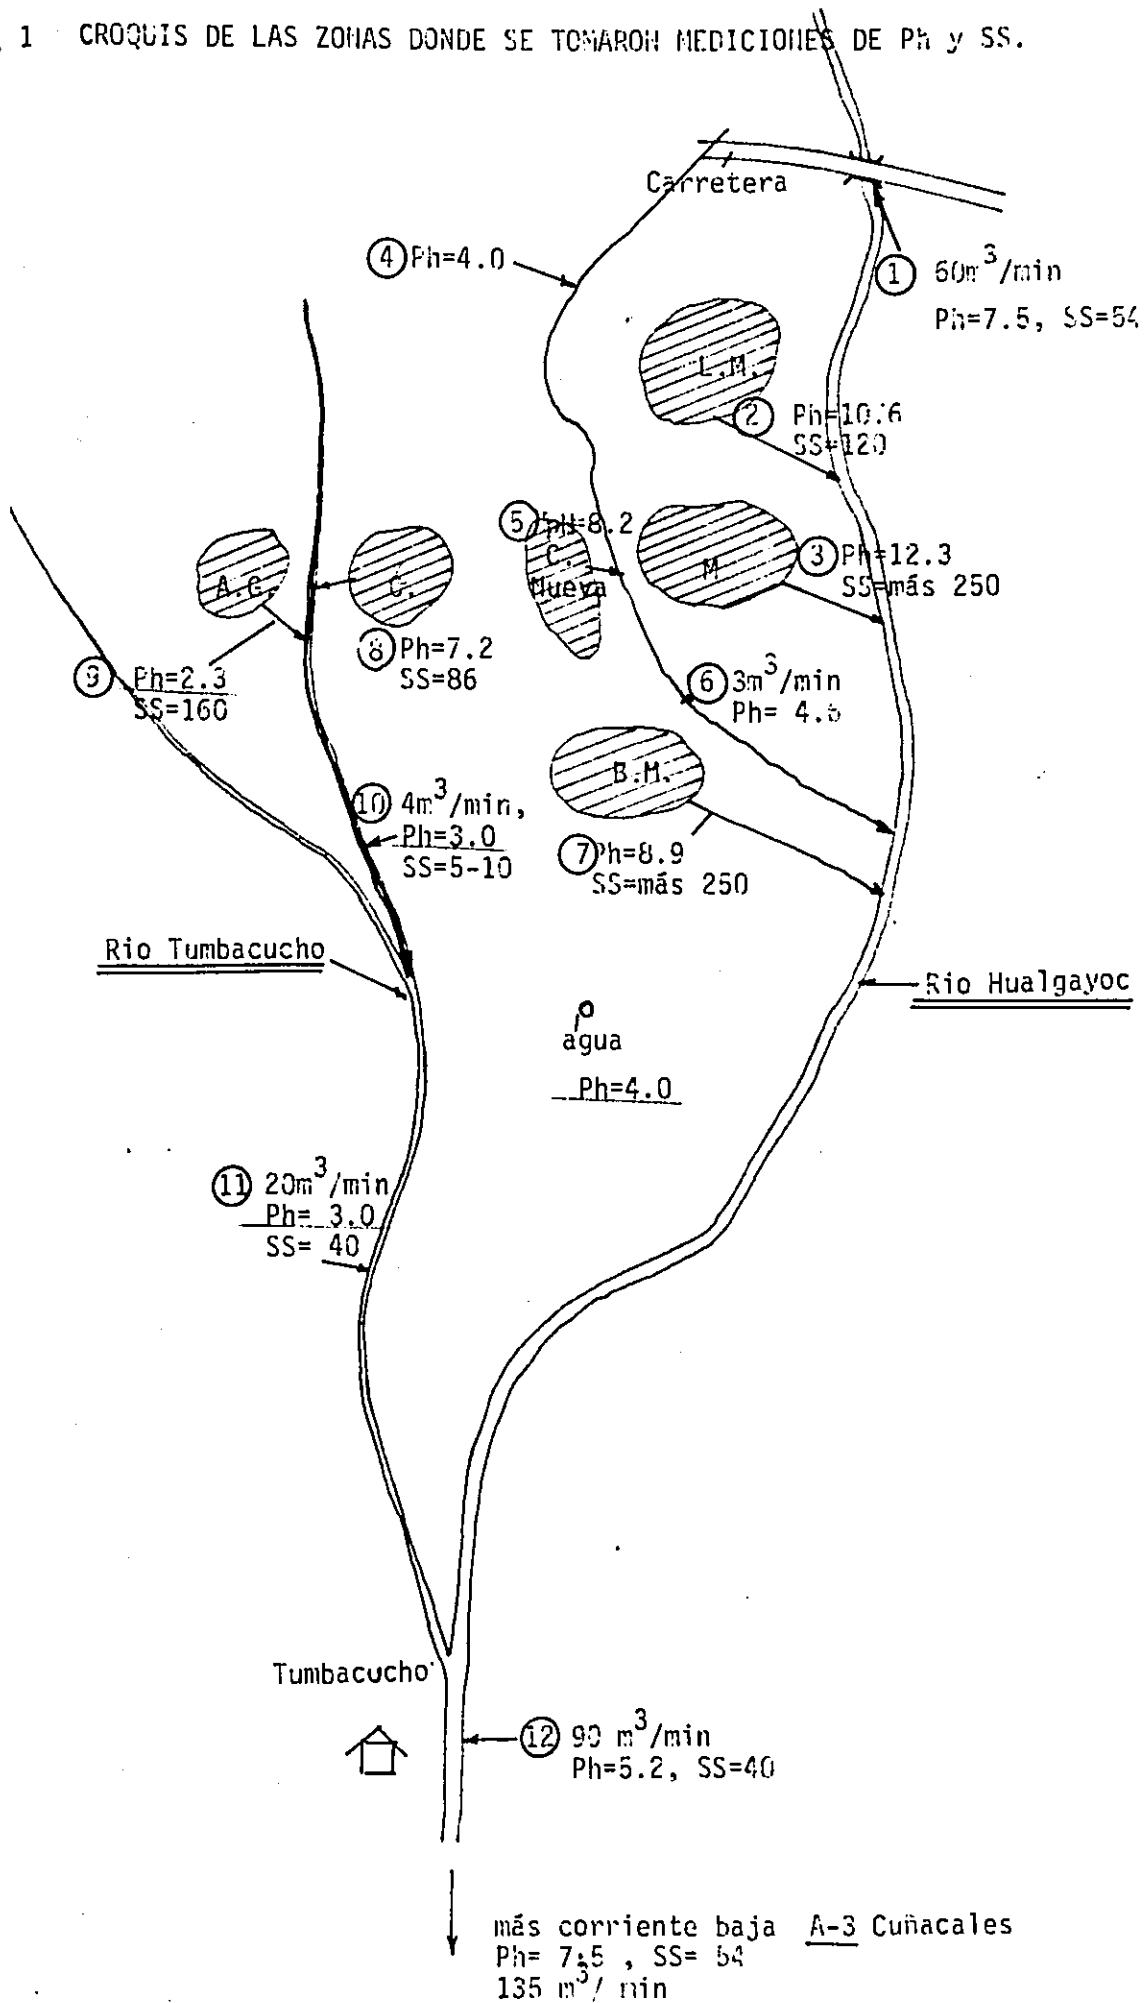 1 CROQUIS DE LAS ZONAS DONDE SE TOMARON MEDICIONES DE Ph y SS.
Carretera
④ Ph=4.0
① 60m³/min
Ph=7.5, SS=54
L.M.
② Ph=10.6
SS=120
⑤ pH=8.2
C.
Nueva
M
③ Ph=12.3
SS=más 250
A.C.
C.
⑧ Ph=7.2
SS=86
⑨ Ph=2.3
SS=160
⑥ 3m³/min
Ph= 4.6
B.M.
⑩ 4m³/min,
Ph=3.0
SS=5-10
⑦ Ph=8.9
SS=más 250
Rio Tumbacucho
Rio Hualgayoc
agua
Ph=4.0
⑪ 20m³/min
Ph= 3.0
SS= 40
Tumbacucho
⑫ 90 m³/min
Ph=5.2, SS=40
más corriente baja A-3 Cuñacales
Ph= 7.5 , SS= 54
135 m³/ min